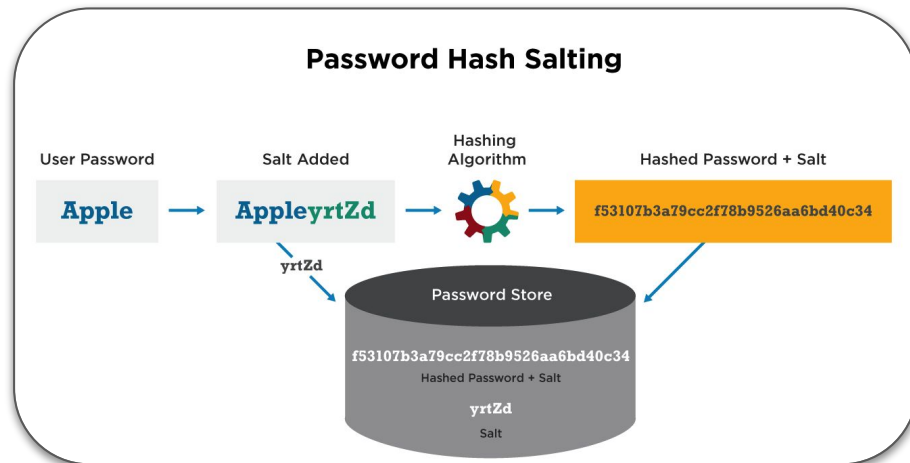 Password Hash Salting
User Password
Salt Added
Hashing
Algorithm
Hashed Password + Salt
Apple
AppleyrtZd
f53107b3a79cc2f78b9526aa6bd40c34
yrtZd
Password Store
f53107b3a79cc2f78b9526aa6bd40c34
Hashed Password + Salt
yrtZd
Salt